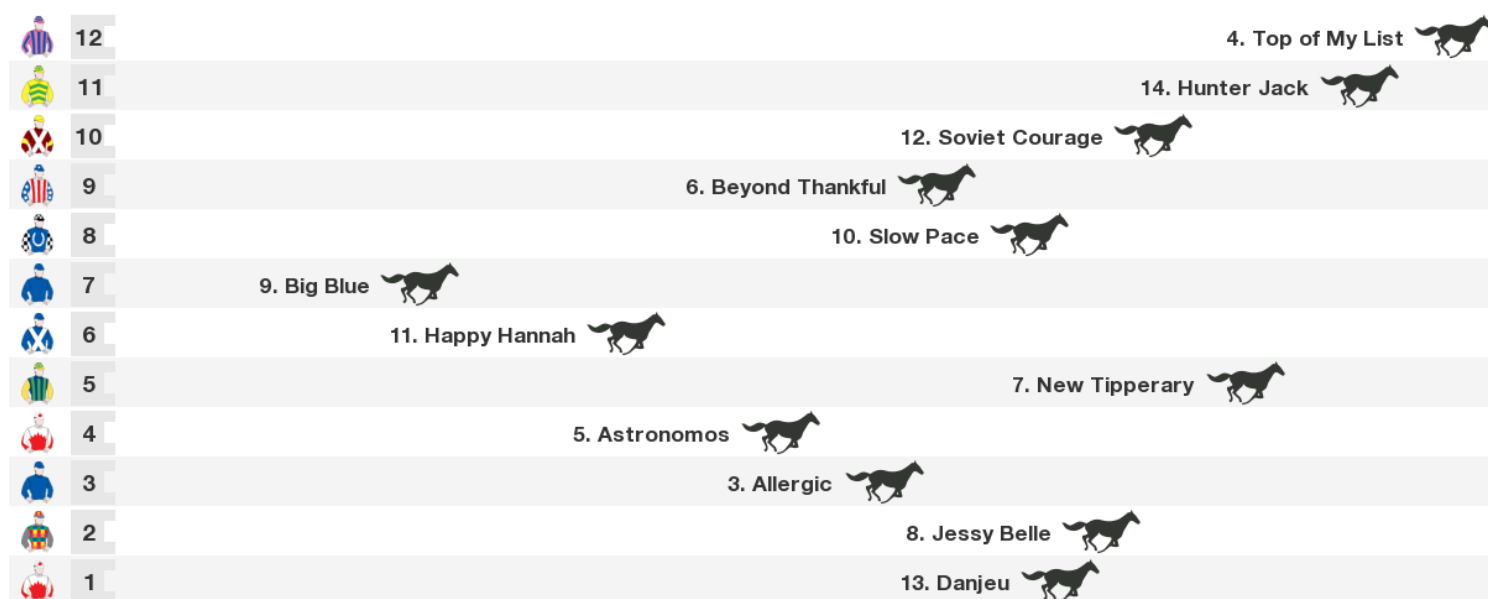 12 4. Top of My List
11 14. Hunter Jack
10 12. Soviet Courage
9 6. Beyond Thankful
8 10. Slow Pace
7 9. Big Blue
6 11. Happy Hannah
5 7. New Tipperary
4 5. Astronomos
3 3. Allergic
2 8. Jessy Belle
1 13. Danjeu